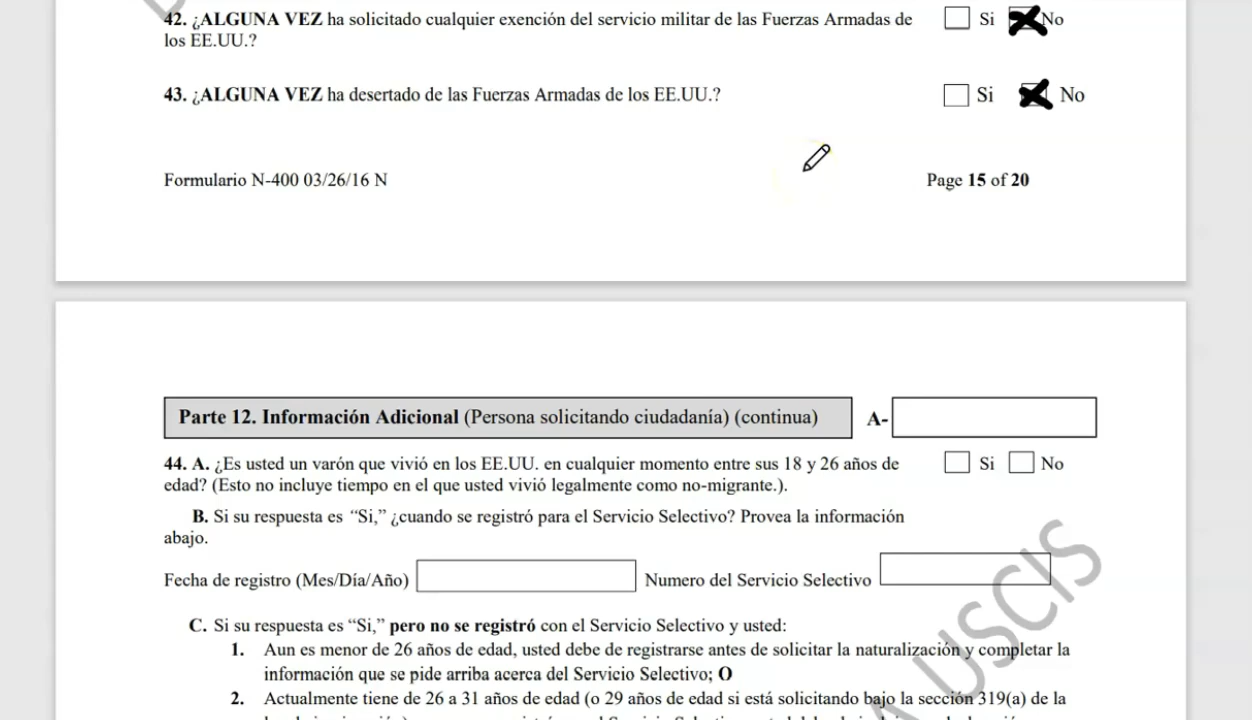 42. ¿ALGUNA VEZ ha solicitado cualquier exención del servicio militar de las Fuerzas Armadas de Si No
los EE.UU.?
43. ¿ALGUNA VEZ ha desertado de las Fuerzas Armadas de los EE.UU.? Si No
Formulario N-400 03/26/16 N Page 15 of 20
Parte 12. Información Adicional (Persona solicitando ciudadanía) (continua) A-
44. A. ¿Es usted un varón que vivió en los EE.UU. en cualquier momento entre sus 18 y 26 años de Si No
edad? (Esto no incluye tiempo en el que usted vivió legalmente como no-migrante.).
B. Si su respuesta es “Si,” ¿cuando se registró para el Servicio Selectivo? Provea la información
abajo.
Fecha de registro (Mes/Día/Año) Numero del Servicio Selectivo
C. Si su respuesta es “Si,” pero no se registró con el Servicio Selectivo y usted:
1. Aun es menor de 26 años de edad, usted debe de registrarse antes de solicitar la naturalización y completar la
información que se pide arriba acerca del Servicio Selectivo; O
2. Actualmente tiene de 26 a 31 años de edad (o 29 años de edad si está solicitando bajo la sección 319(a) de la
USCIS